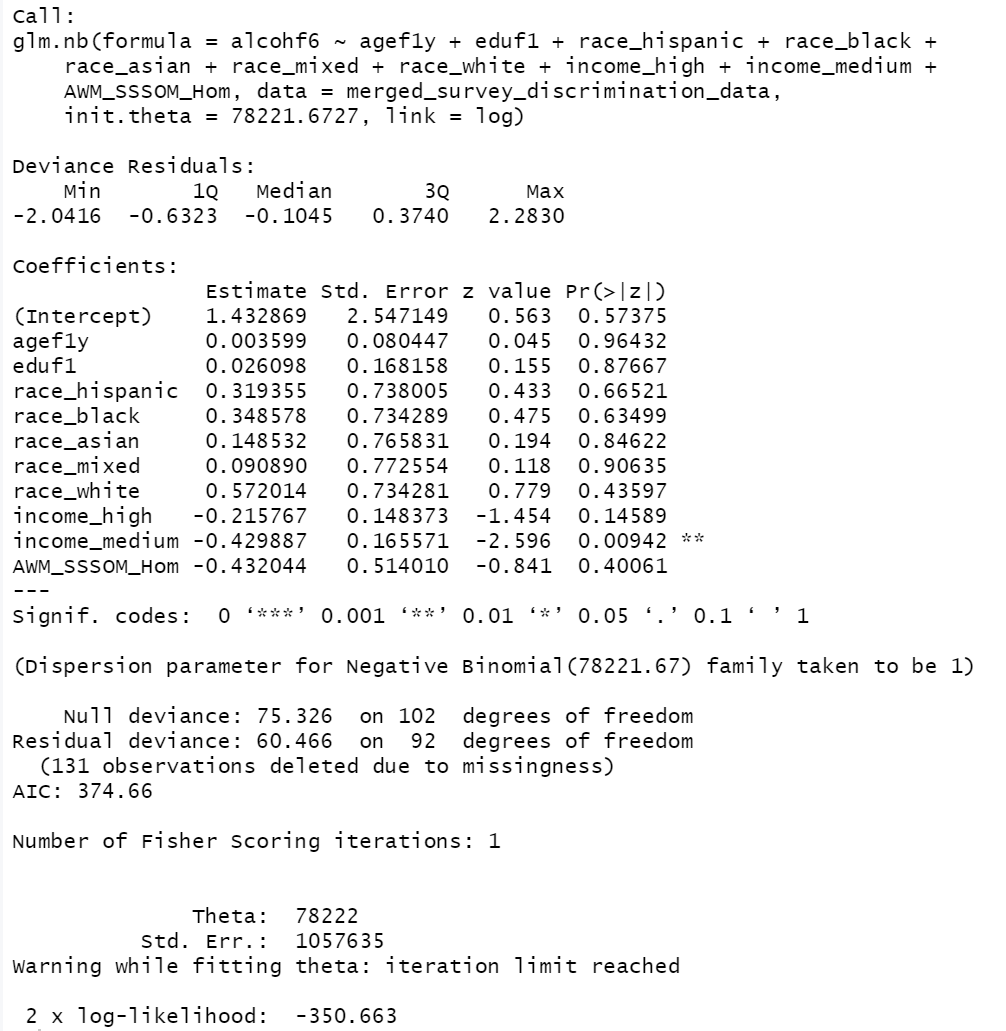 Call:
glm.nb(formula = alcohf6 ~ agef1y + eduf1 + race_hispanic + race_black +
    race_asian + race_mixed + race_white + income_high + income_medium +
    AWM_SSSOM_Hom, data = merged_survey_discrimination_data,
    init.theta = 78221.6727, link = log)

Deviance Residuals:
    Min       1Q   Median       3Q      Max
-2.0416  -0.6323  -0.1045   0.3740   2.2830

Coefficients:
               Estimate Std. Error z value Pr(>|z|)
(Intercept)    1.432869   2.547149   0.563  0.57375
agef1y         0.003599   0.080447   0.045  0.96432
eduf1          0.026098   0.168158   0.155  0.87667
race_hispanic  0.319355   0.738005   0.433  0.66521
race_black     0.348578   0.734289   0.475  0.63499
race_asian     0.148532   0.765831   0.194  0.84622
race_mixed     0.090890   0.772554   0.118  0.90635
race_white     0.572014   0.734281   0.779  0.43597
income_high   -0.215767   0.148373  -1.454  0.14589
income_medium -0.429887   0.165571  -2.596  0.00942 **
AWM_SSSOM_Hom -0.432044   0.514010  -0.841  0.40061
---
Signif. codes:  0 ‘***’ 0.001 ‘**’ 0.01 ‘*’ 0.05 ‘.’ 0.1 ‘ ’ 1

(Dispersion parameter for Negative Binomial(78221.67) family taken to be 1)

    Null deviance: 75.326  on 102  degrees of freedom
Residual deviance: 60.466  on  92  degrees of freedom
  (131 observations deleted due to missingness)
AIC: 374.66

Number of Fisher Scoring iterations: 1

              Theta:  78222
          Std. Err.:  1057635
Warning while fitting theta: iteration limit reached

 2 x log-likelihood:  -350.663